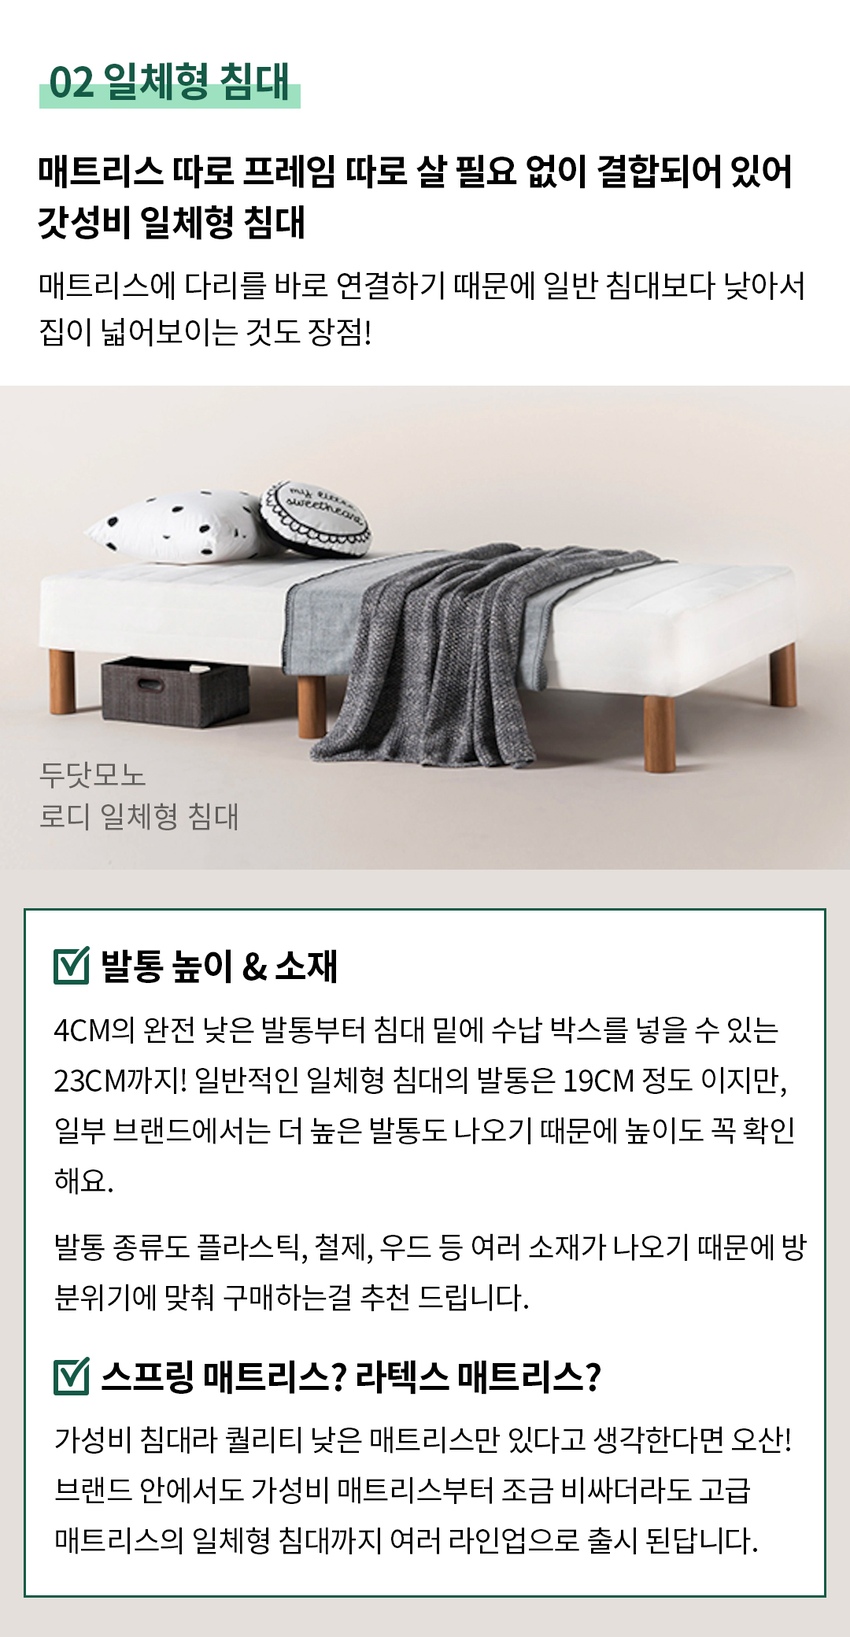 02 일체형 침대
매트리스 따로 프레임 따로 살 필요 없이 결합되어 있어
갓성비 일체형 침대
매트리스에 다리를 바로 연결하기 때문에 일반 침대보다 낮아서
집이 넓어보이는 것도 장점!
my little
sweetheart
두닷모노
로디 일체형 침대
발통 높이 & 소재
4CM의 완전 낮은 발통부터 침대 밑에 수납 박스를 넣을 수 있는
23CM까지! 일반적인 일체형 침대의 발통은 19CM 정도 이지만,
일부 브랜드에서는 더 높은 발통도 나오기 때문에 높이도 꼭 확인
해요.
발통 종류도 플라스틱, 철제, 우드 등 여러 소재가 나오기 때문에 방
분위기에 맞춰 구매하는걸 추천 드립니다.
스프링 매트리스? 라텍스 매트리스?
가성비 침대라 퀄리티 낮은 매트리스만 있다고 생각한다면 오산!
브랜드 안에서도 가성비 매트리스부터 조금 비싸더라도 고급
매트리스의 일체형 침대까지 여러 라인업으로 출시 된답니다.